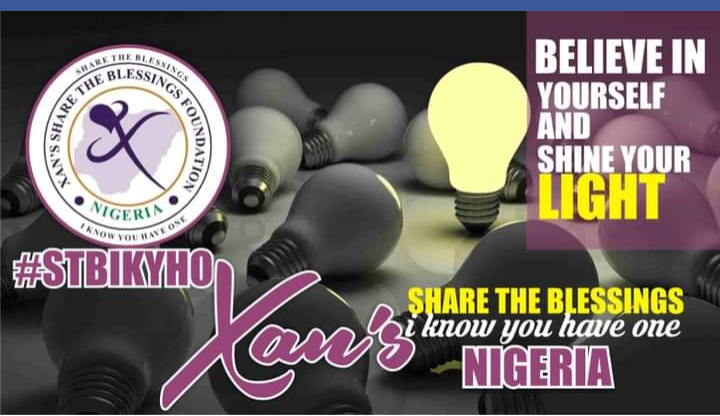 SHARE THE BLESSINGS
XAN'S SHARE THE BLESSINGS FOUNDATION
NIGERIA
I KNOW YOU HAVE ONE
#STBIKYHO
BELIEVE IN
YOURSELF
AND
SHINE YOUR
LIGHT
Xan's
SHARE THE BLESSINGS
i know you have one
NIGERIA